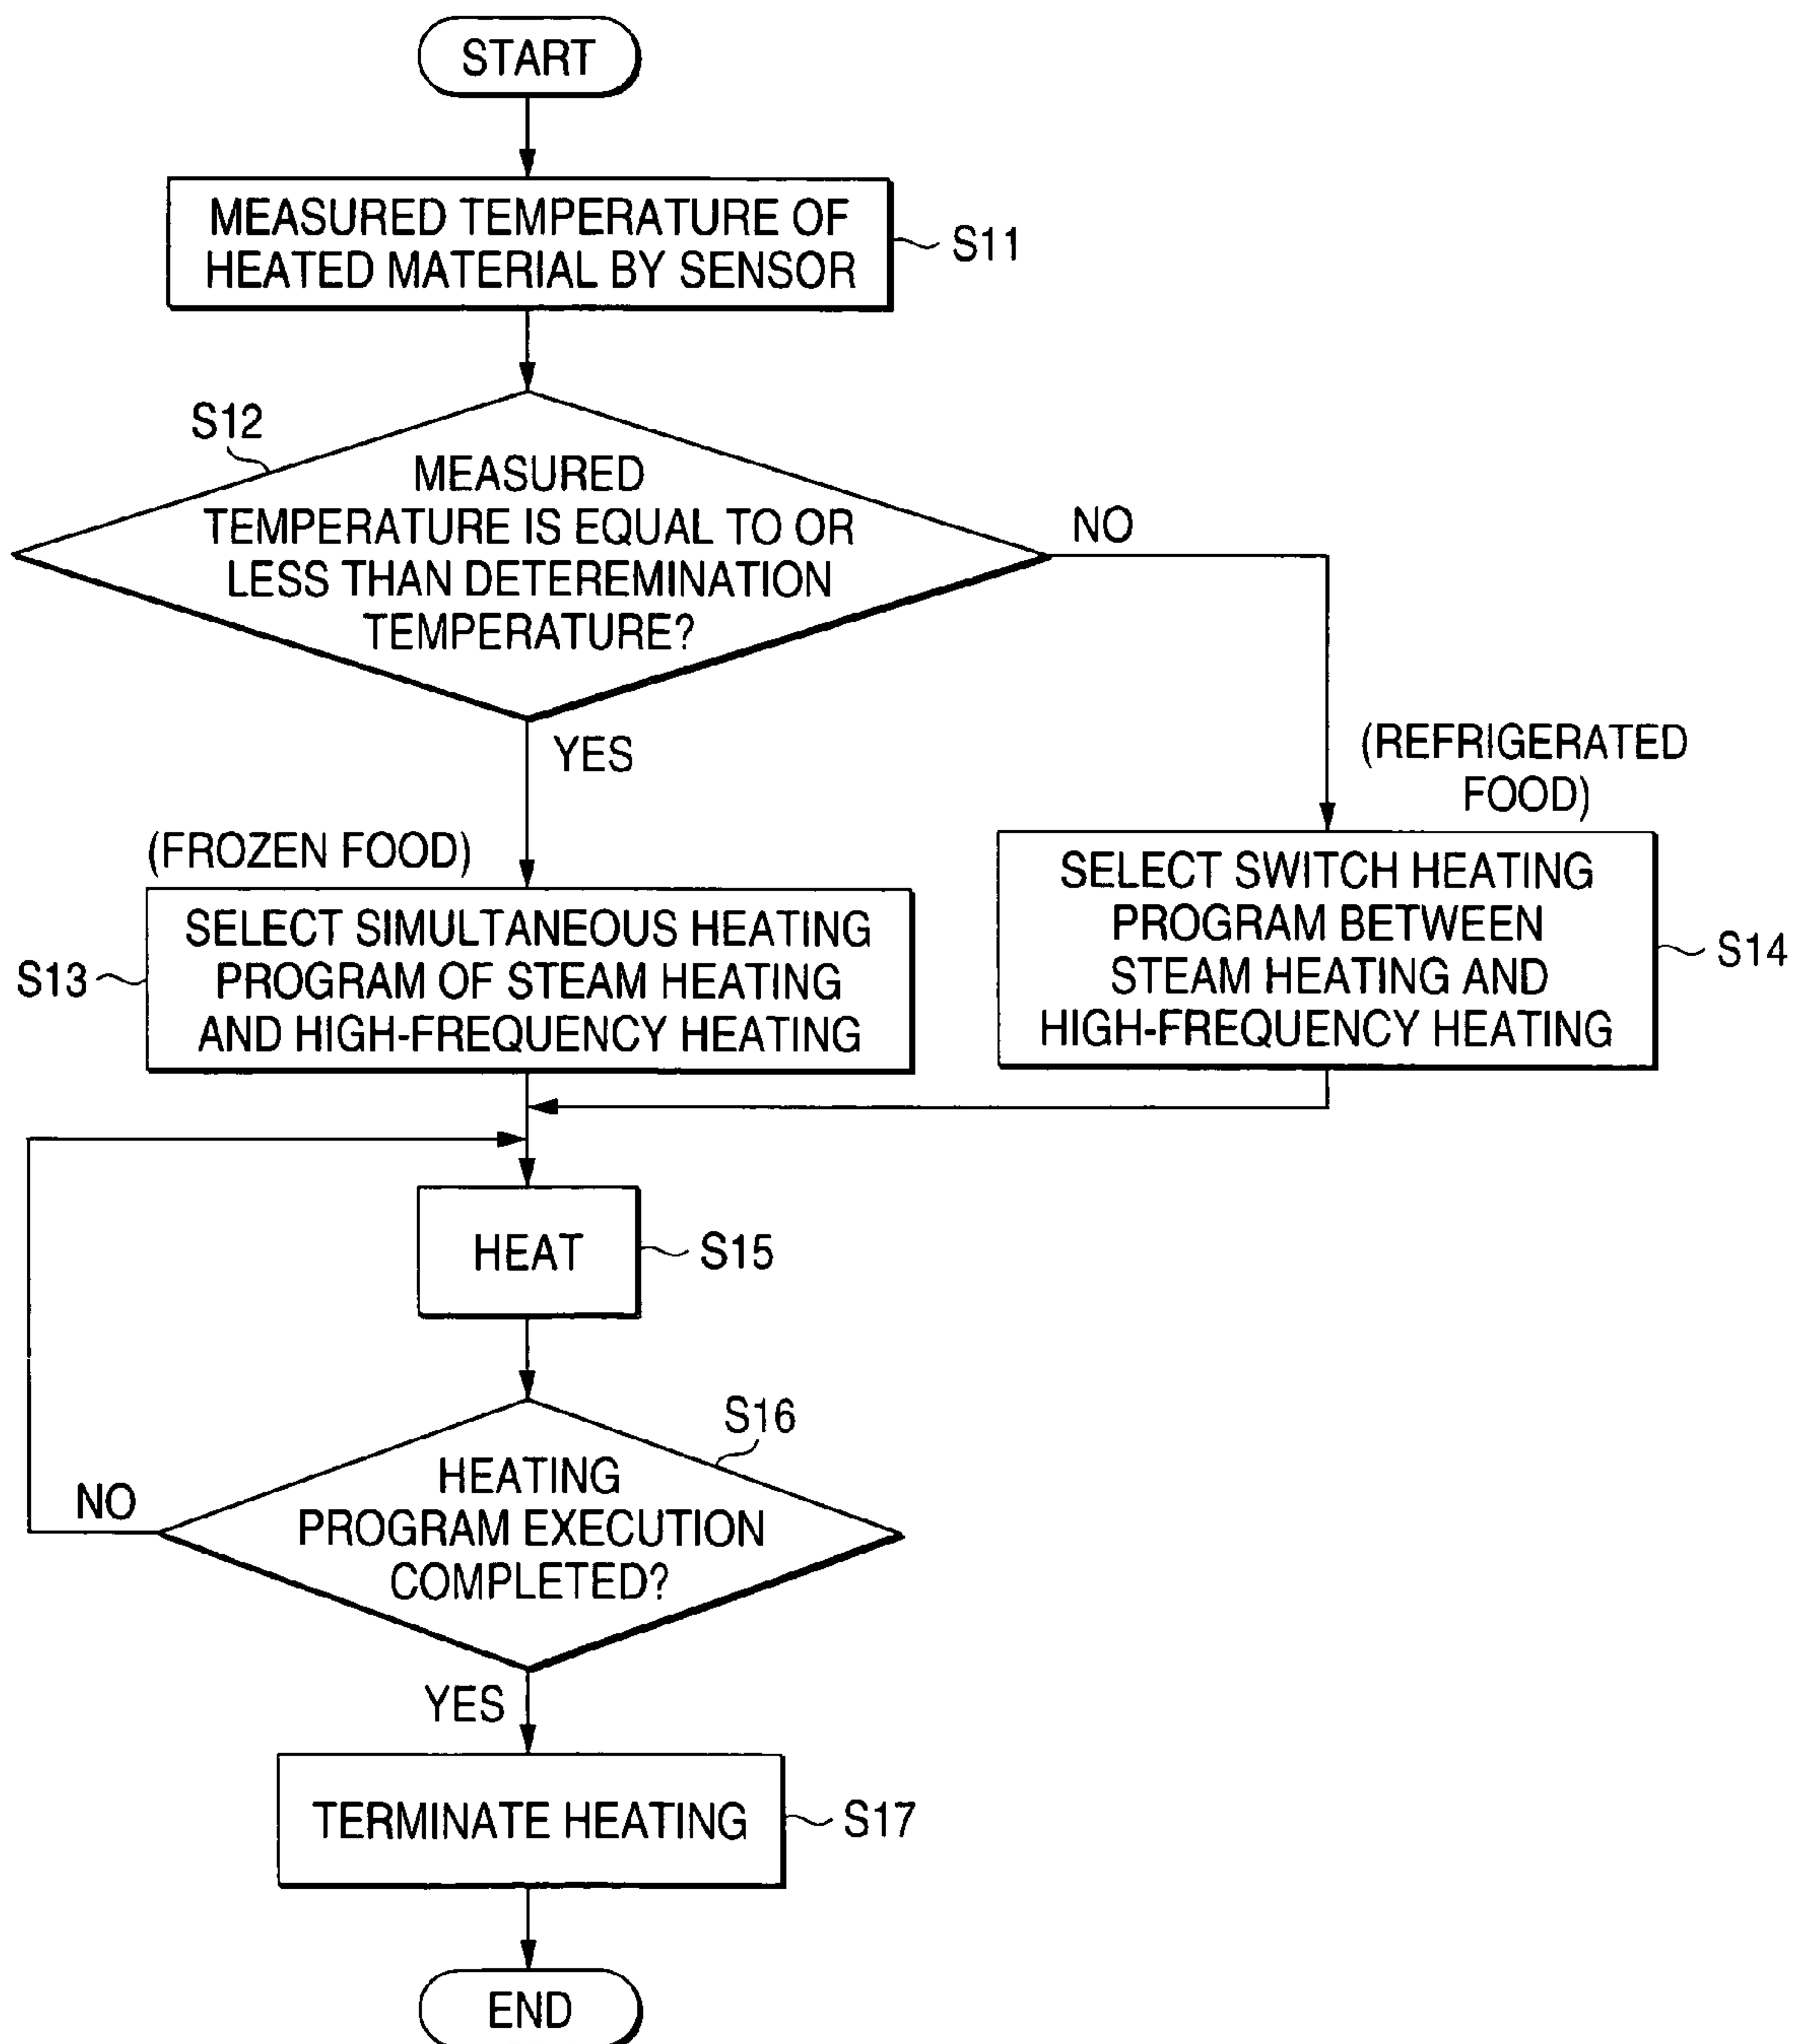 START
MEASURED TEMPERATURE OF
HEATED MATERIAL BY SENSOR
S11
S12
MEASURED
TEMPERATURE IS EQUAL TO OR
LESS THAN DETEREMINATION
TEMPERATURE?
NO
YES
(REFRIGERATED
FOOD)
(FROZEN FOOD)
SELECT SIMULTANEOUS HEATING
PROGRAM OF STEAM HEATING
AND HIGH-FREQUENCY HEATING
S13
SELECT SWITCH HEATING
PROGRAM BETWEEN
STEAM HEATING AND
HIGH-FREQUENCY HEATING
S14
HEAT
S15
S16
HEATING
PROGRAM EXECUTION
COMPLETED?
NO
YES
TERMINATE HEATING
S17
END